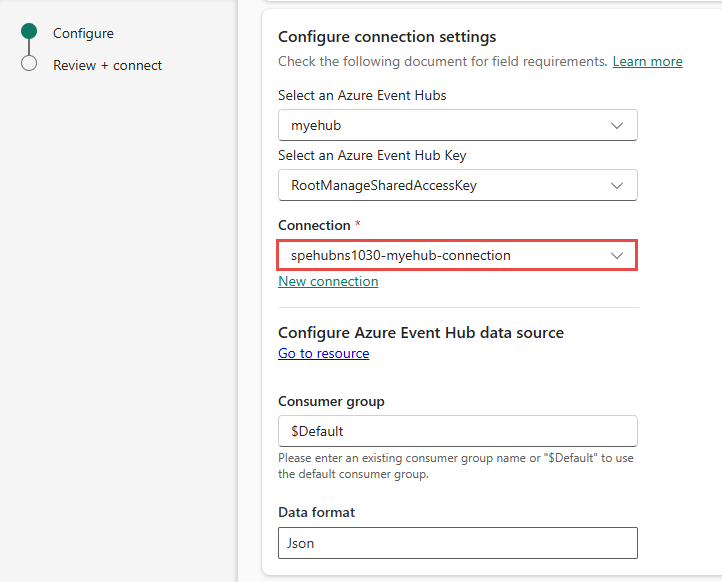 Configure
Review + connect
Configure connection settings
Check the following document for field requirements. Learn more
Select an Azure Event Hubs
myehub
Select an Azure Event Hub Key
RootManageSharedAccessKey
Connection *
spehubns1030-myehub-connection
New connection
Configure Azure Event Hub data source
Go to resource
Consumer group
$Default
Please enter an existing consumer group name or "$Default" to use
the default consumer group.
Data format
Json